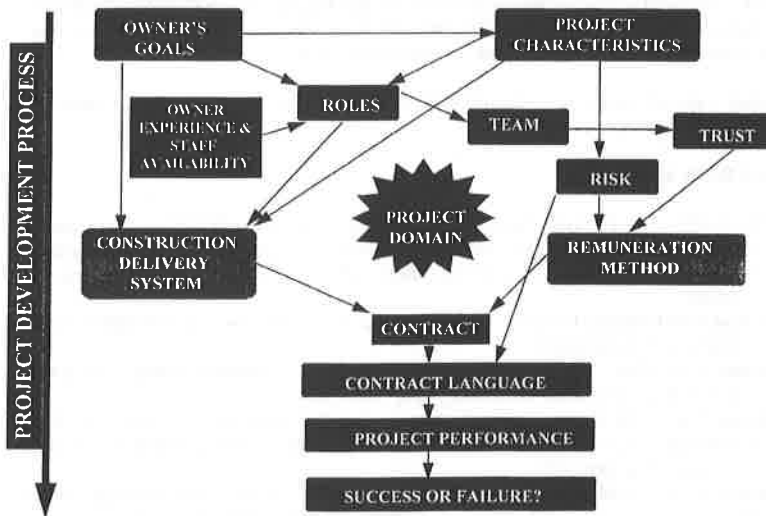 PROJECT DEVELOPMENT PROCESS
OWNER'S
GOALS
PROJECT
CHARACTERISTICS
ROLES
OWNER
EXPERIENCE &
STAFF
AVAILABILITY
TEAM
TRUST
RISK
PROJECT
DOMAIN
CONSTRUCTION
DELIVERY
SYSTEM
REMUNERATION
METHOD
CONTRACT
CONTRACT LANGUAGE
PROJECT PERFORMANCE
SUCCESS OR FAILURE?